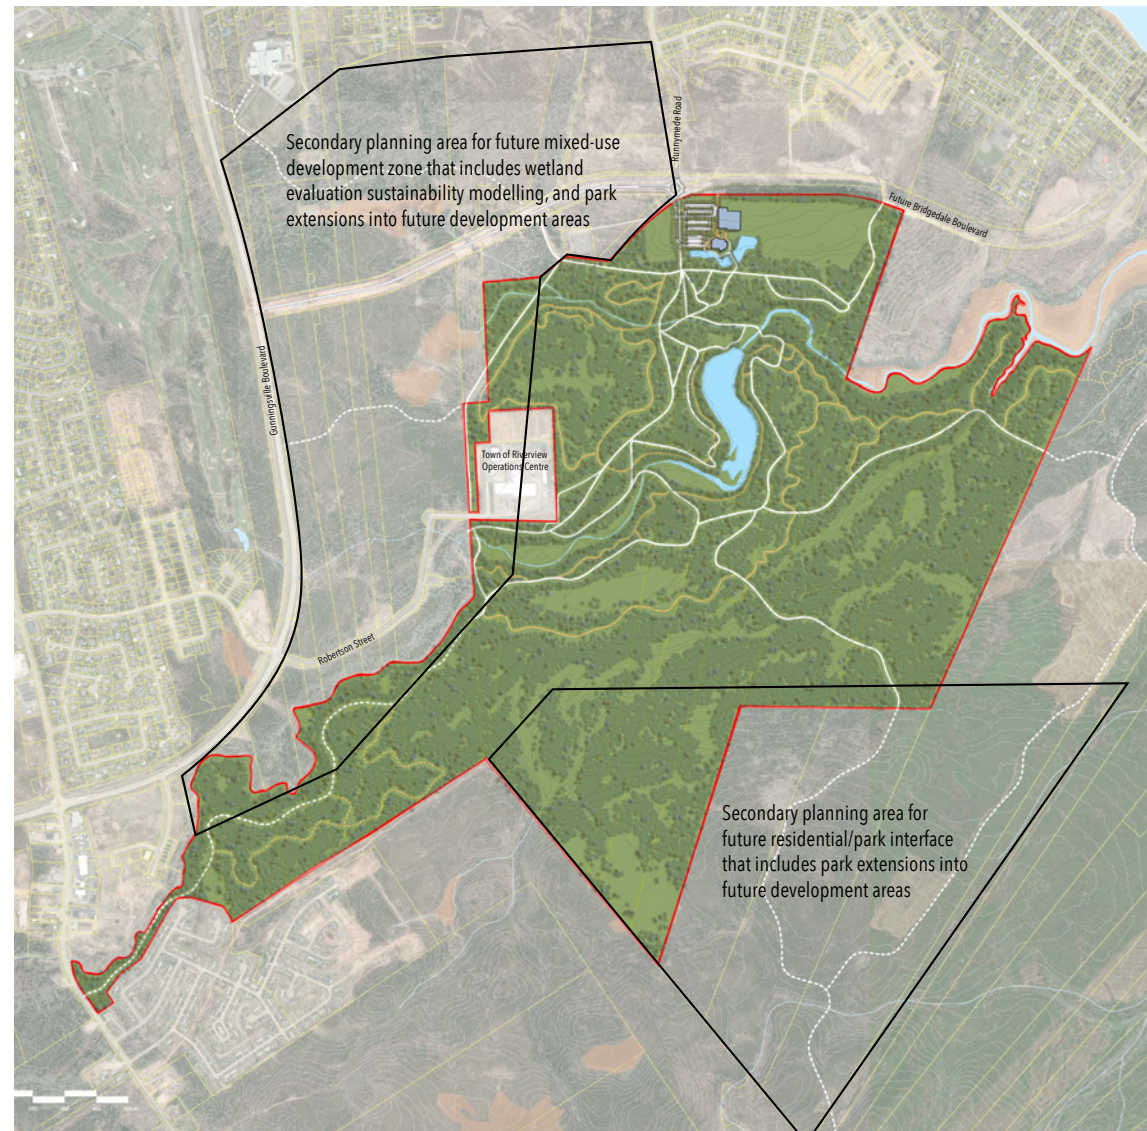 Runnymede Road
Secondary planning area for future mixed-use
development zone that includes wetland
evaluation sustainability modelling, and park
extensions into future development areas
Future Bridgedale Boulevard
Gunningsville Boulevard
Town of Riverview
Operations Centre
Robertson Street
Secondary planning area for
future residential/park interface
that includes park extensions into
future development areas